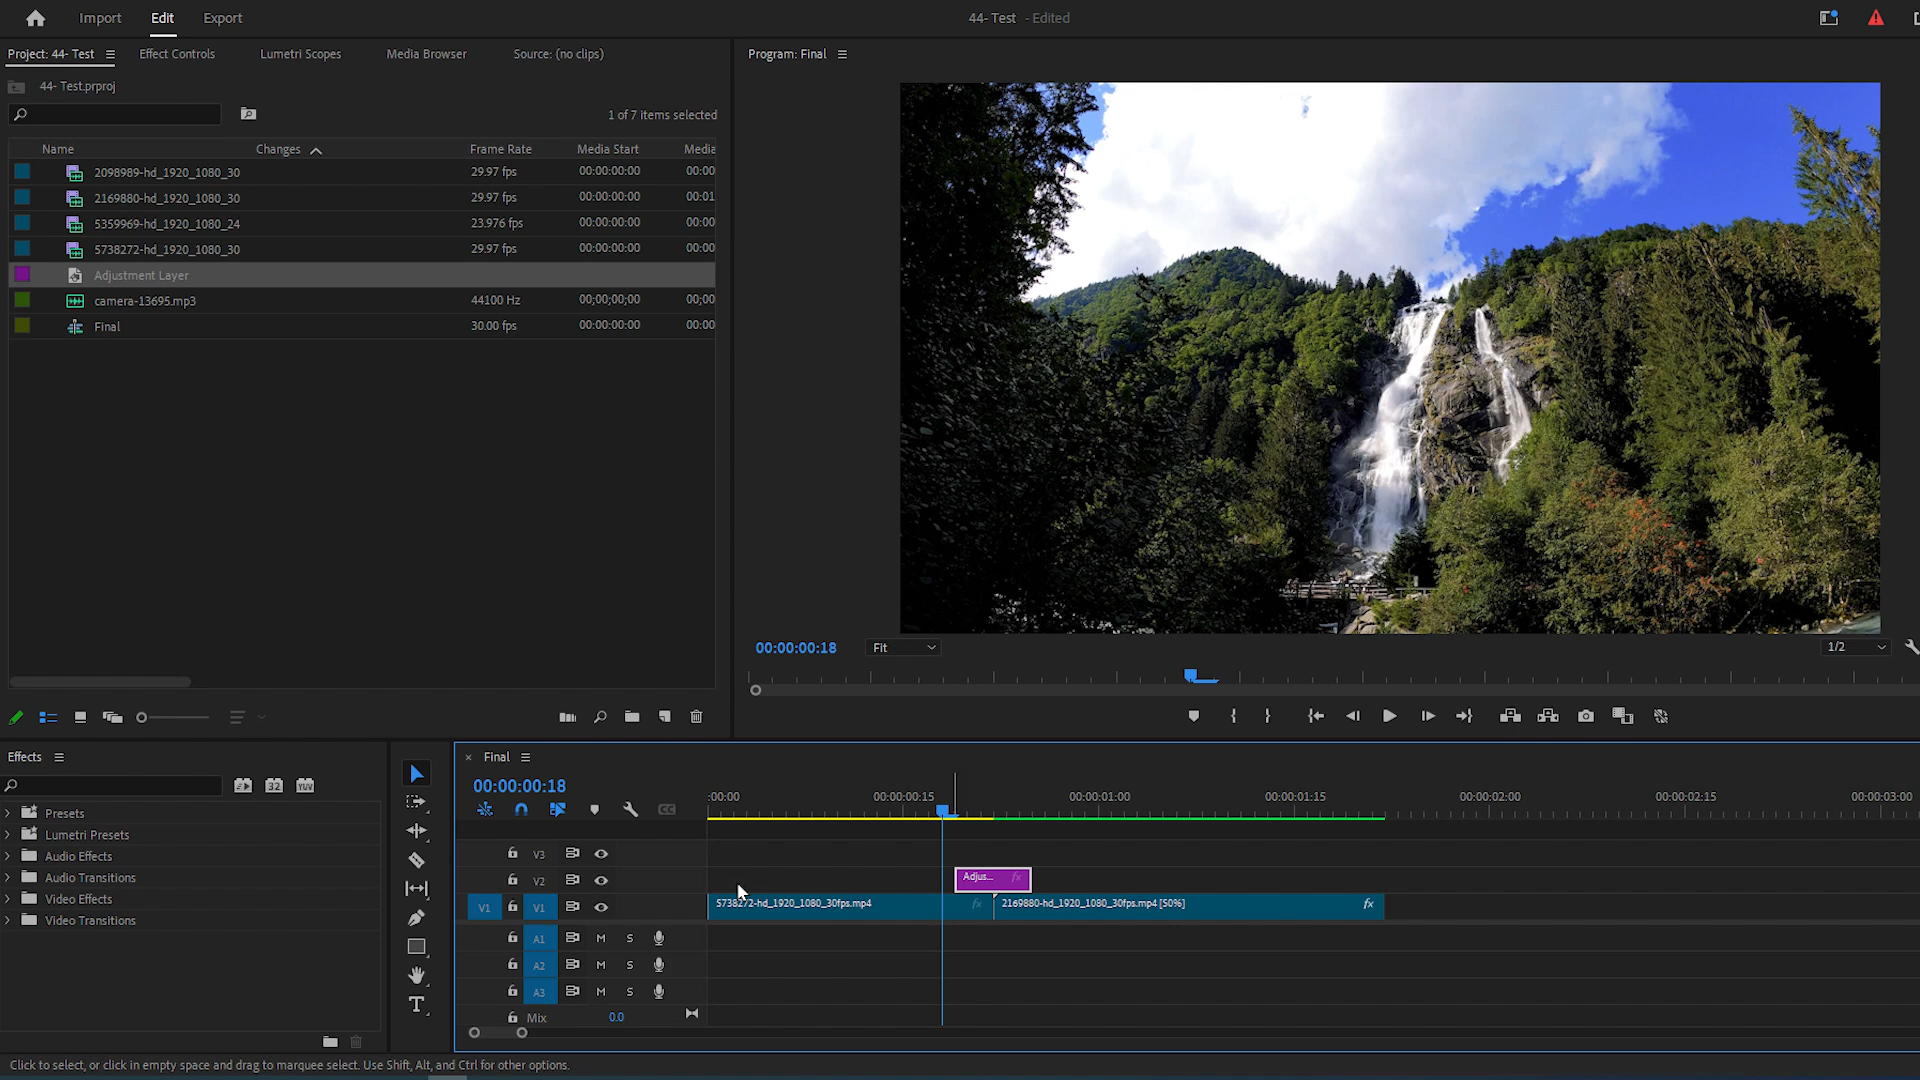 Import Edit Export 44- Test - Edited
Project: 44- Test Effect Controls Lumetri Scopes Media Browser Source: (no clips) Program: Final
44- Test.prproj
1 of 7 items selected
Name Changes Frame Rate Media Start Media
2098989-hd_1920_1080_30 29.97 fps 00:00:00:00 00:00
2169880-hd_1920_1080_30 29.97 fps 00:00:00:00 00:01
5359969-hd_1920_1080_24 23.976 fps 00:00:00:00 00:00
5738272-hd_1920_1080_30 29.97 fps 00:00:00:00 00:00
Adjustment Layer
camera-13695.mp3 44100 Hz 00;00;00;00 00;00
Final 30.00 fps 00:00:00:00 00:00
00:00:00:18 Fit 1/2
Effects
32 YUV
Presets
Lumetri Presets
Audio Effects
Audio Transitions
Video Effects
Video Transitions
Final
00:00:00:18
:00:00 00:00:00:15 00:00:01:00 00:00:01:15 00:00:02:00 00:00:02:15 00:00:03:00
V3
V2 Adjus... fx
V1 V1 5738272-hd_1920_1080_30fps.mp4 fx 2169880-hd_1920_1080_30fps.mp4 [50%] fx
A1 M S
A2 M S
A3 M S
Mix 0.0
Click to select, or click in empty space and drag to marquee select. Use Shift, Alt, and Ctrl for other options.